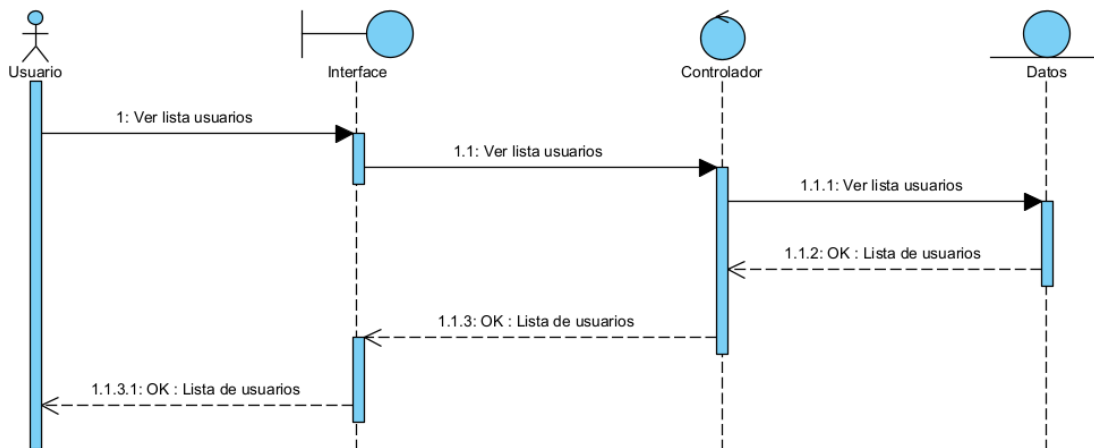 Usuario
Interface
Controlador
Datos
1: Ver lista usuarios
1.1: Ver lista usuarios
1.1.1: Ver lista usuarios
1.1.2: OK : Lista de usuarios
1.1.3: OK : Lista de usuarios
1.1.3.1: OK : Lista de usuarios